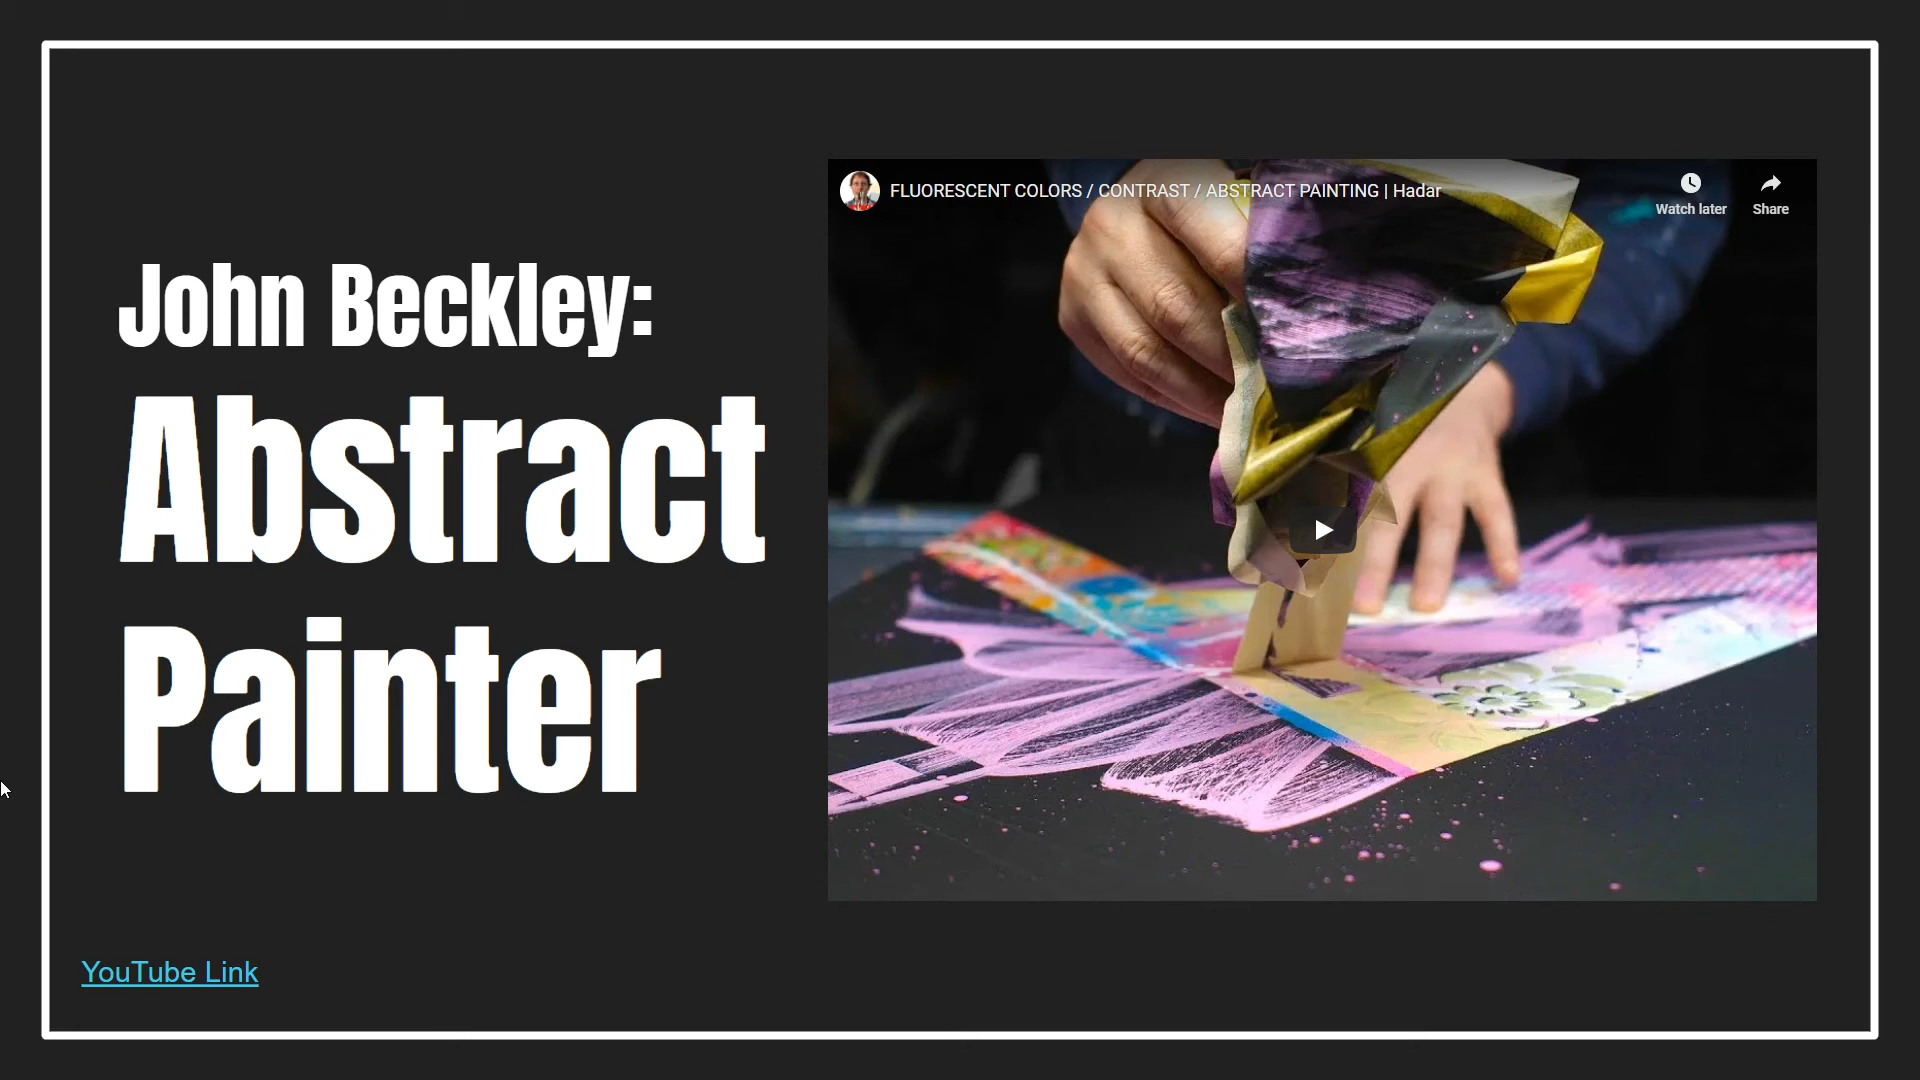 John Beckley:
Abstract
Painter
FLUORESCENT COLORS / CONTRAST / ABSTRACT PAINTING | Hadar
Watch later
Share
YouTube Link